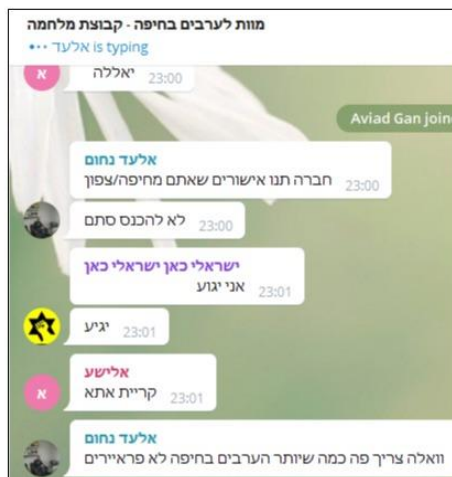 מוות לערבים בחיפה - קבוצת מלחמה
אלעד is typing
א
יאללה 23:00
Aviad Gan joine
אלעד נחום
חברה תנו אישורים שאתם מחיפה/צפון 23:00
לא להכנס סתם 23:00
ישראלי כאן ישראלי כאן
אני יגוע 23:01
יגיע 23:01
אלישע
א
קריית אתא 23:01
אלעד נחום
וואלה צריך פה כמה שיותר הערבים בחיפה לא פראיירים